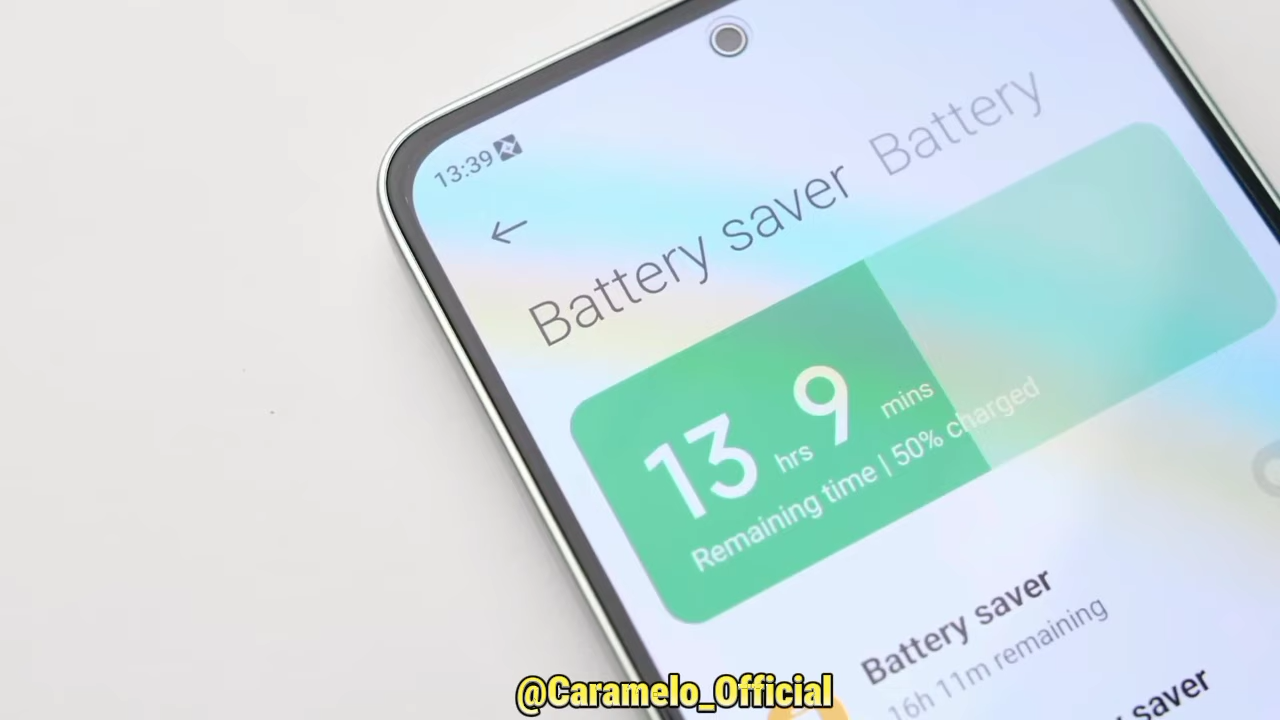 13:39
Battery saver Battery
13 hrs 9 mins
Remaining time | 50% charged
Battery saver
16h 11m remaining
saver
@Caramelo_Official